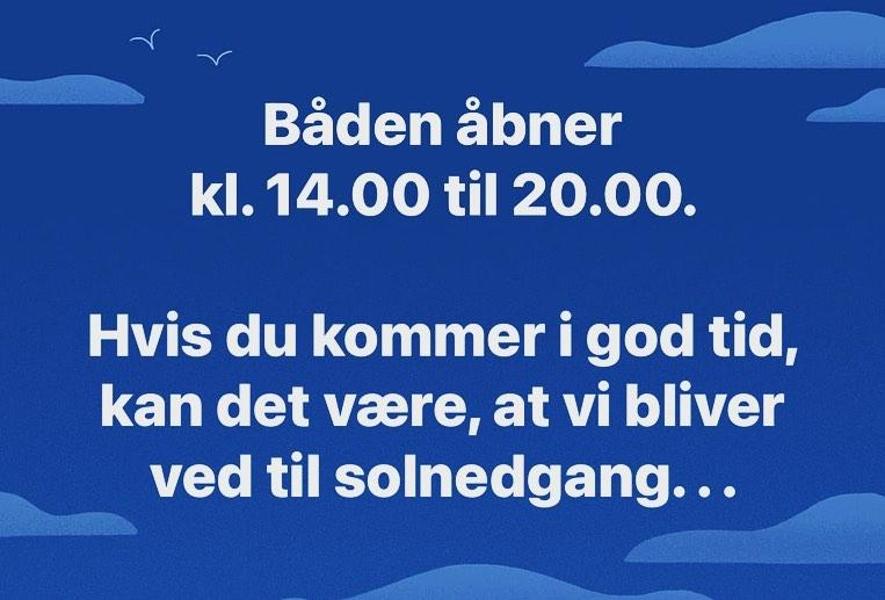 Båden åbner
kl. 14.00 til 20.00.
Hvis du kommer i god tid,
kan det være, at vi bliver
ved til solnedgang...